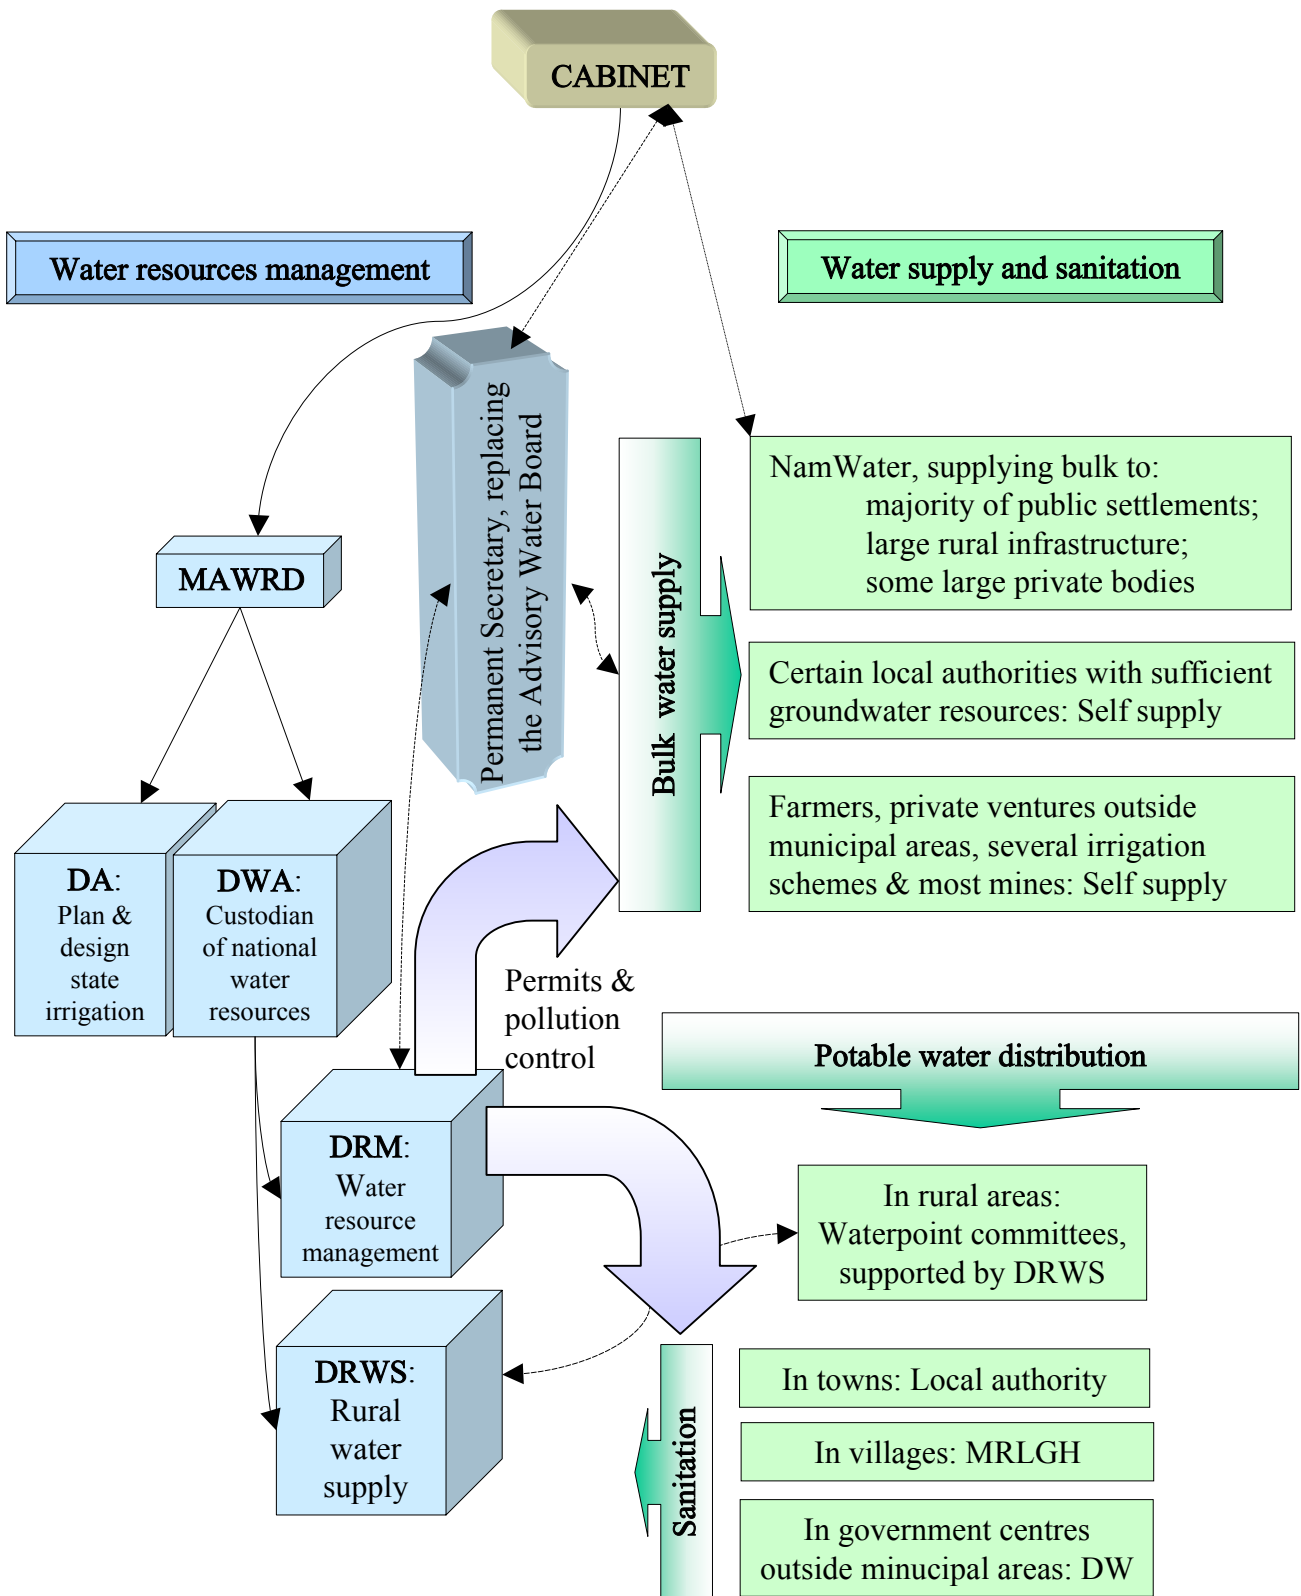 CABINET
Water resources management
Water supply and sanitation
Permanent Secretary, replacing
the Advisory Water Board
MAWRD
Bulk water supply
NamWater, supplying bulk to:
majority of public settlements;
large rural infrastructure;
some large private bodies
Certain local authorities with sufficient
groundwater resources: Self supply
Farmers, private ventures outside
municipal areas, several irrigation
schemes & most mines: Self supply
DA:
Plan &
design
state
irrigation
DWA:
Custodian
of national
water
resources
Permits &
pollution
control
Potable water distribution
DRM:
Water
resource
management
In rural areas:
Waterpoint committees,
supported by DRWS
DRWS:
Rural
water
supply
Sanitation
In towns: Local authority
In villages: MRLGH
In government centres
outside minucipal areas: DW